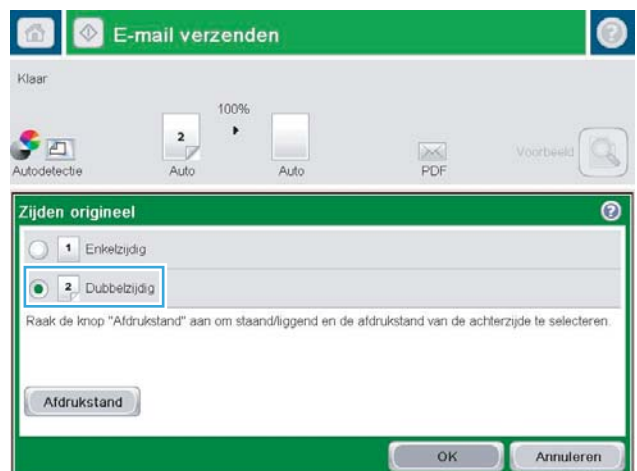 E-mail verzenden
Klaar
100%
2
Autodetectie
Auto
Auto
PDF
Voorbeeld
Zijden origineel
1 Enkelzijdig
2 Dubbelzijdig
Raak de knop "Afdrukstand" aan om staand/liggend en de afdrukstand van de achterzijde te selecteren.
Afdrukstand
OK
Annuleren